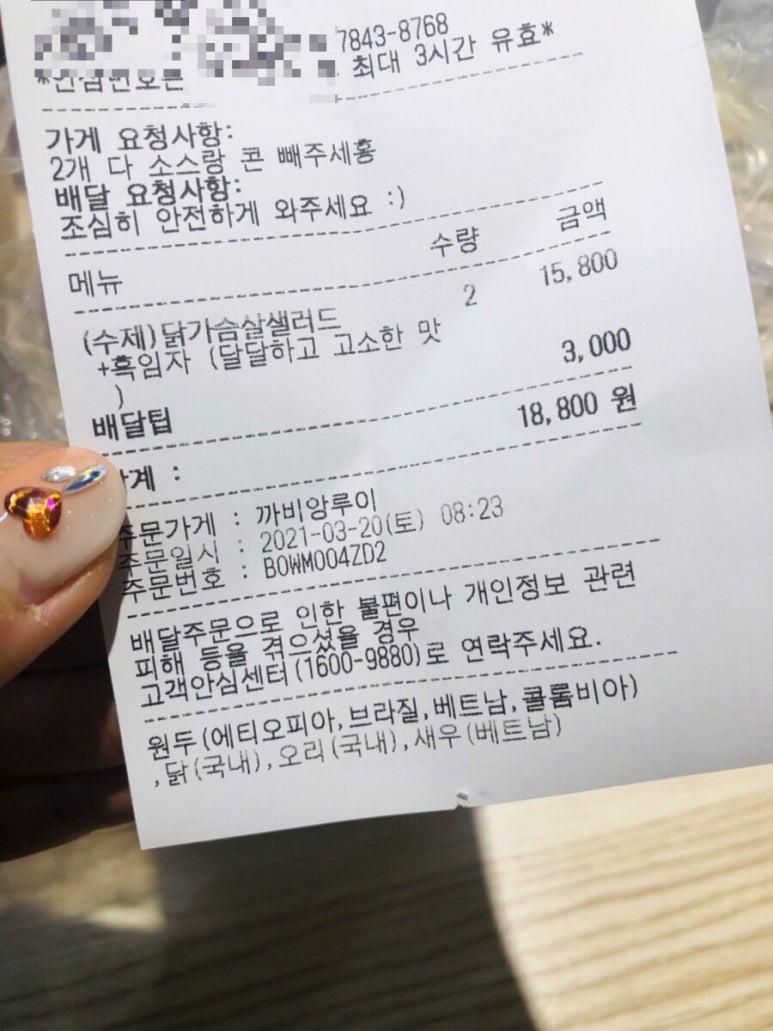 7843-8768
*안심번호는 최대 3시간 유효*
가게 요청사항:
2개 다 소스랑 콘 빼주세홍
배달 요청사항:
조심히 안전하게 와주세요 :)
메뉴 수량 금액
(수제)닭가슴살샐러드 2 15,800
+흑임자 (달달하고 고소한 맛
)
배달팁 3,000
합계 : 18,800 원
주문가게 : 까비앙루이
주문일시 : 2021-03-20(토) 08:23
주문번호 : B0WM004ZD2
배달주문으로 인한 불편이나 개인정보 관련
피해 등을 겪으셨을 경우
고객안심센터(1600-9880)로 연락주세요.
원두(에티오피아,브라질,베트남,콜롬비아)
,닭(국내),오리(국내),새우(베트남)